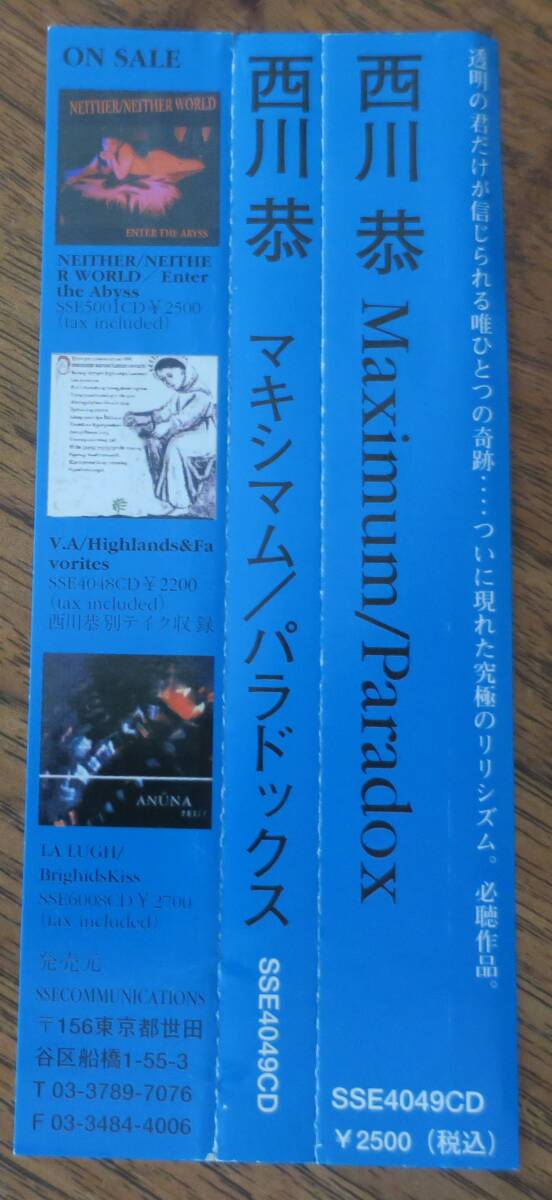 透明の君だけが信じられる唯ひとつの奇跡‥‥ついに現れた究極のリリシズム。必聴作品。
西川 恭 Maximum/Paradox
SSE4049CD
￥2500（税込）
西川 恭 マキシマム/パラドックス
SSE4049CD
ON SALE
NEITHER/NEITHER WORLD
ENTER THE ABYSS
NEITHER/NEITHE
R WORLD／Enter
the Abyss
SSE5001CD￥2500
(tax included)
V.A/Highlands&Fa
vorites
SSE4048CD￥2200
(tax included)
西川恭別テイク収録
ANÚNA
LA LUGH/
BrighidsKiss
SSE6008CD￥2700
(tax included)
発売元
SSECOMMUNICATIONS
〒156東京都世田
谷区船橋1-55-3
T 03-3789-7076
F 03-3484-4006